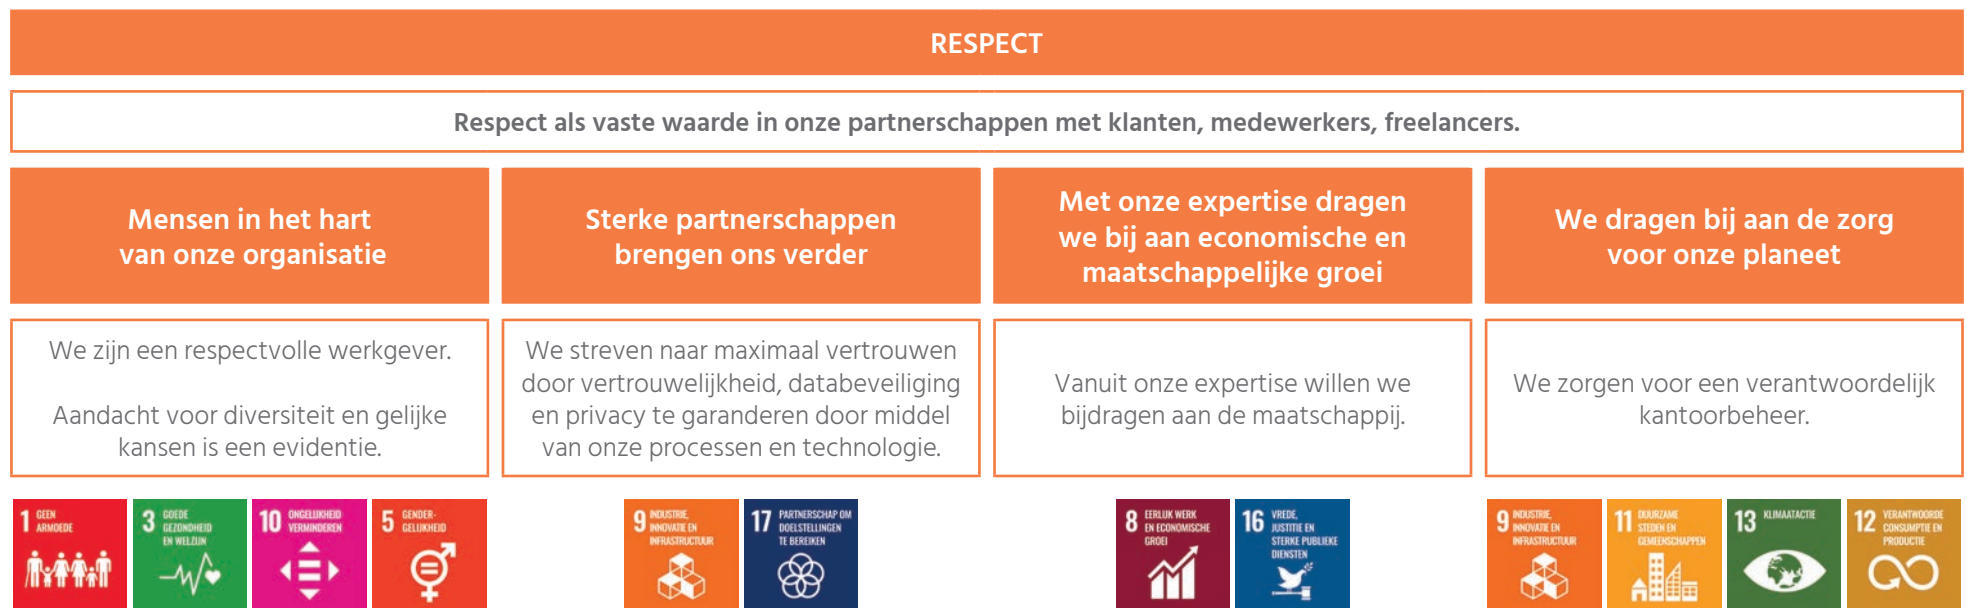 RESPECT
Respect als vaste waarde in onze partnerschappen met klanten, medewerkers, freelancers.
Mensen in het hart
van onze organisatie
Sterke partnerschappen
brengen ons verder
Met onze expertise dragen
we bij aan economische en
maatschappelijke groei
We dragen bij aan de zorg
voor onze planeet
We zijn een respectvolle werkgever.
Aandacht voor diversiteit en gelijke
kansen is een evidentie.
We streven naar maximaal vertrouwen
door vertrouwelijkheid, databeveiliging
en privacy te garanderen door middel
van onze processen en technologie.
Vanuit onze expertise willen we
bijdragen aan de maatschappij.
We zorgen voor een verantwoordelijk
kantoorbeheer.
1 GEEN
ARMOEDE
3 GOEDE
GEZONDHEID
EN WELZIJN
10 ONGELIJKHEID
VERMINDEREN
5 GENDER-
GELIJKHEID
9 INDUSTRIE,
INNOVATIE EN
INFRASTRUCTUUR
17 PARTNERSCHAP OM
DOELSTELLINGEN
TE BEREIKEN
8 EERLIJK WERK
EN ECONOMISCHE
GROEI
16 VREDE,
JUSTITIE EN
STERKE PUBLIEKE
DIENSTEN
9 INDUSTRIE,
INNOVATIE EN
INFRASTRUCTUUR
11 DUURZAME
STEDEN EN
GEMEENSCHAPPEN
13 KLIMAATACTIE
12 VERANTWOORDE
CONSUMPTIE EN
PRODUCTIE